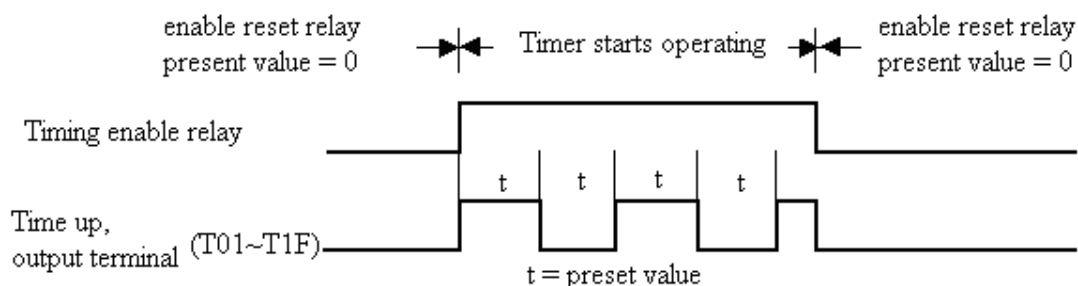 enable reset relay
present value = 0
Timer starts operating
enable reset relay
present value = 0
Timing enable relay
t t t t
Time up,
output terminal (T01~T1F)
t = preset value